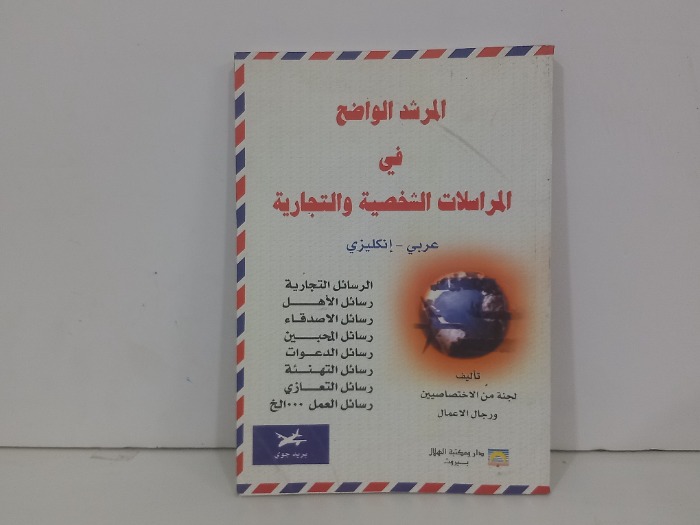 المرشد الواضح
في
المراسلات الشخصية والتجارية
عربي - إنكليزي
الرسائل التجارية
رسائل الأهل
رسائل الاصدقاء
رسائل المحبين
رسائل الدعوات
رسائل التهنئة
رسائل التعازي
رسائل العمل ...الخ
تأليف
لجنة من الاختصاصيين
ورجال الاعمال
بريد جوي
دار ومكتبة الهلال
بيروت